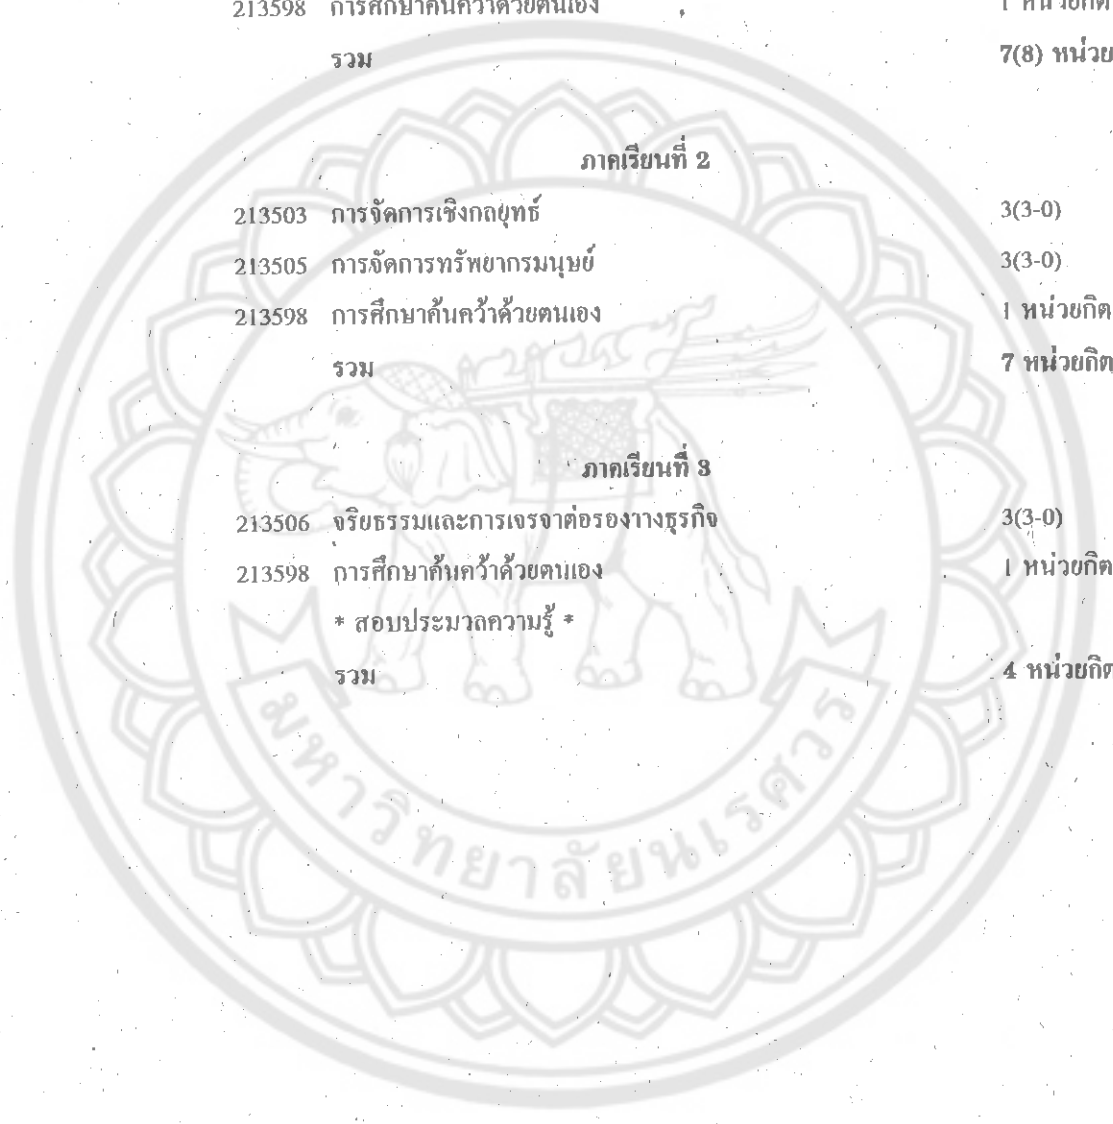 213598 การศึกษาค้นคว้าด้วยตนเอง 1 หน่วยกิต
รวม 7(8) หน่วย
ภาคเรียนที่ 2
213503 การจัดการเชิงกลยุทธ์ 3(3-0)
213505 การจัดการทรัพยากรมนุษย์ 3(3-0)
213598 การศึกษาค้นคว้าด้วยตนเอง 1 หน่วยกิต
รวม 7 หน่วยกิต
ภาคเรียนที่ 3
213506 จริยธรรมและการเจรจาต่อรองทางธุรกิจ 3(3-0)
213598 การศึกษาค้นคว้าด้วยตนเอง 1 หน่วยกิต
* สอบประมวลความรู้ *
รวม 4 หน่วยกิต
มหาวิทยาลัยนเรศวร